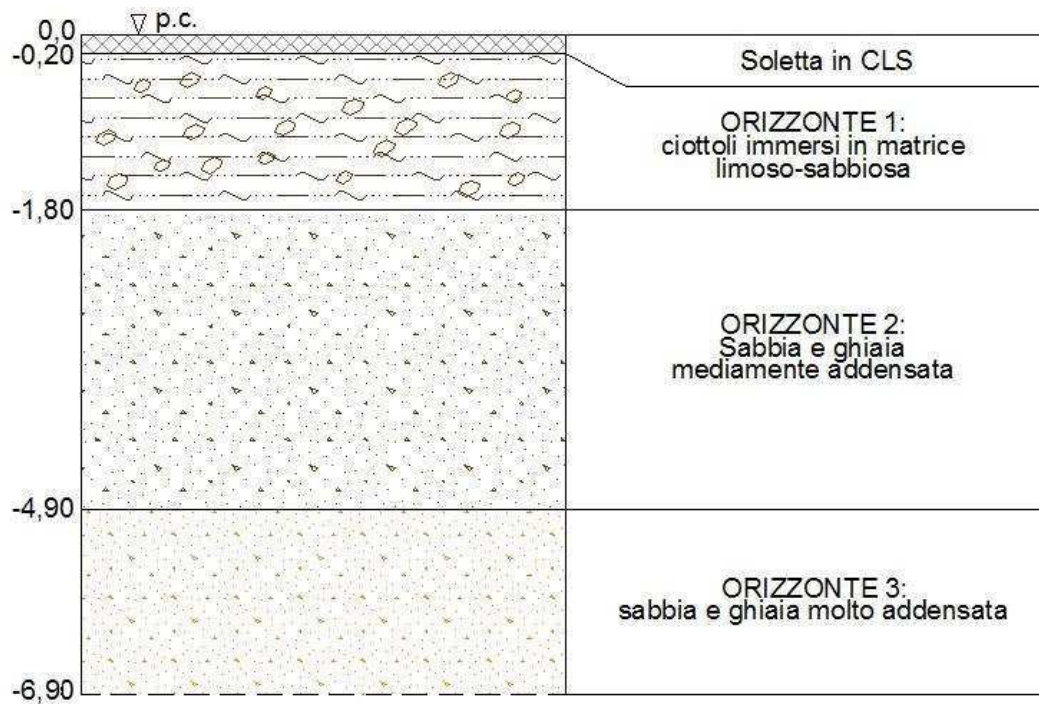 p.c.
0,0
-0,20
Soletta in CLS
ORIZZONTE 1:
ciottoli immersi in matrice
limoso-sabbiosa
-1,80
ORIZZONTE 2:
Sabbia e ghiaia
mediamente addensata
-4,90
ORIZZONTE 3:
sabbia e ghiaia molto addensata
-6,90